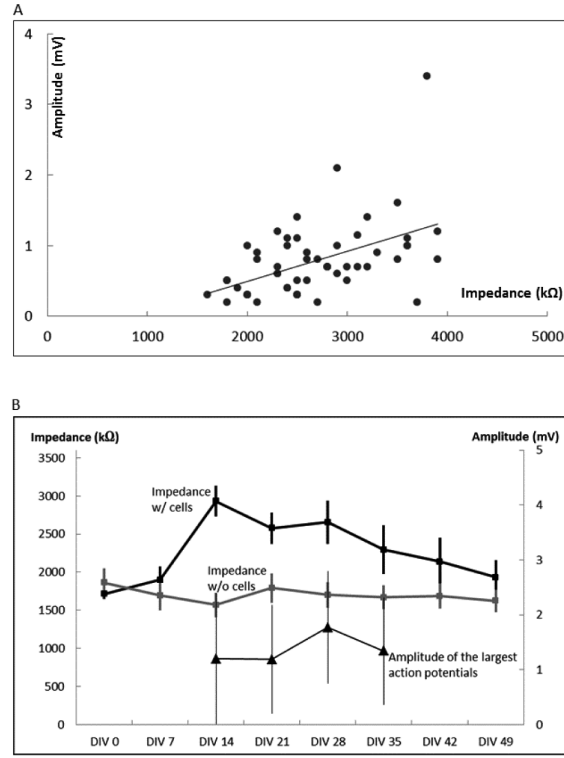 A
Amplitude (mV)
4
3
2
1
0
Impedance (kΩ)
0 1000 2000 3000 4000 5000
B
Impedance (kΩ) Amplitude (mV)
3500
3000
2500
2000
1500
1000
500
0
5
4
3
2
1
0
Impedance
w/ cells
Impedance
w/o cells
Amplitude of the largest
action potentials
DIV 0 DIV 7 DIV 14 DIV 21 DIV 28 DIV 35 DIV 42 DIV 49